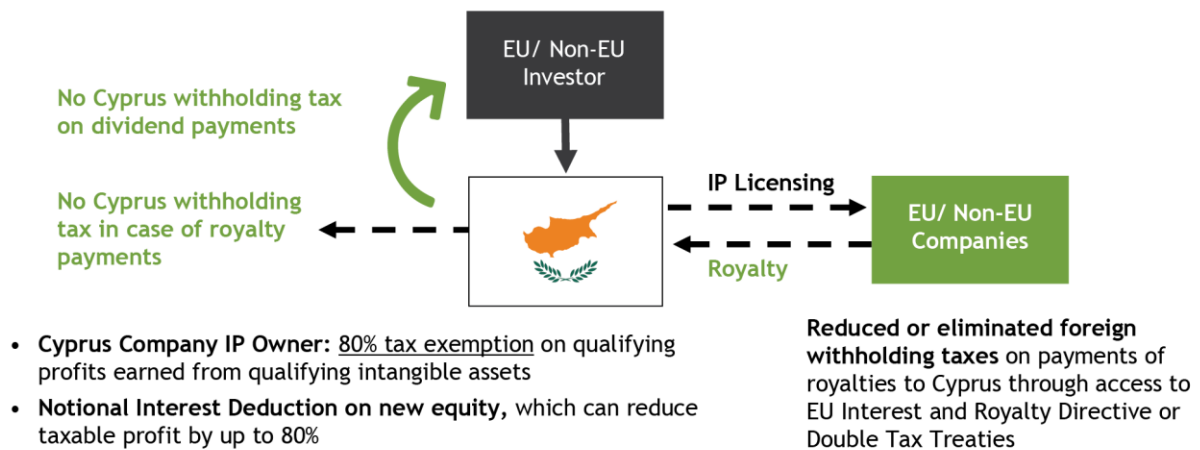 EU/ Non-EU
Investor
No Cyprus withholding tax
on dividend payments
No Cyprus withholding
tax in case of royalty
payments
IP Licensing
Royalty
EU/ Non-EU
Companies
• Cyprus Company IP Owner: 80% tax exemption on qualifying
profits earned from qualifying intangible assets
• Notional Interest Deduction on new equity, which can reduce
taxable profit by up to 80%
Reduced or eliminated foreign
withholding taxes on payments of
royalties to Cyprus through access to
EU Interest and Royalty Directive or
Double Tax Treaties